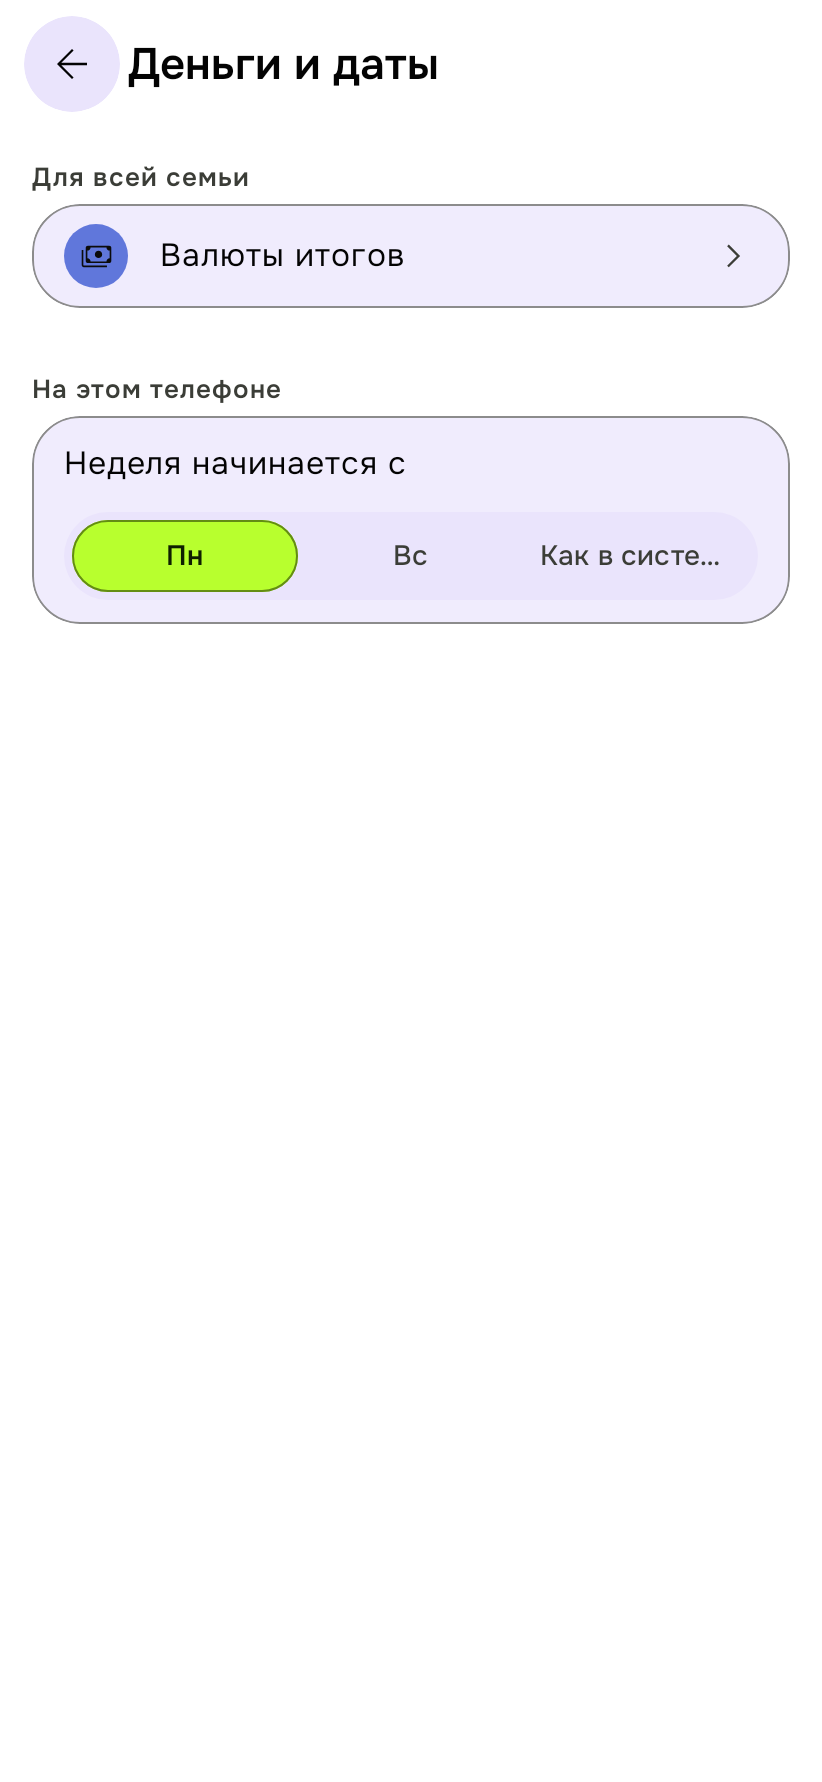 Деньги и даты
Для всей семьи
Валюты итогов
На этом телефоне
Неделя начинается с
Пн
Вс
Как в систе...